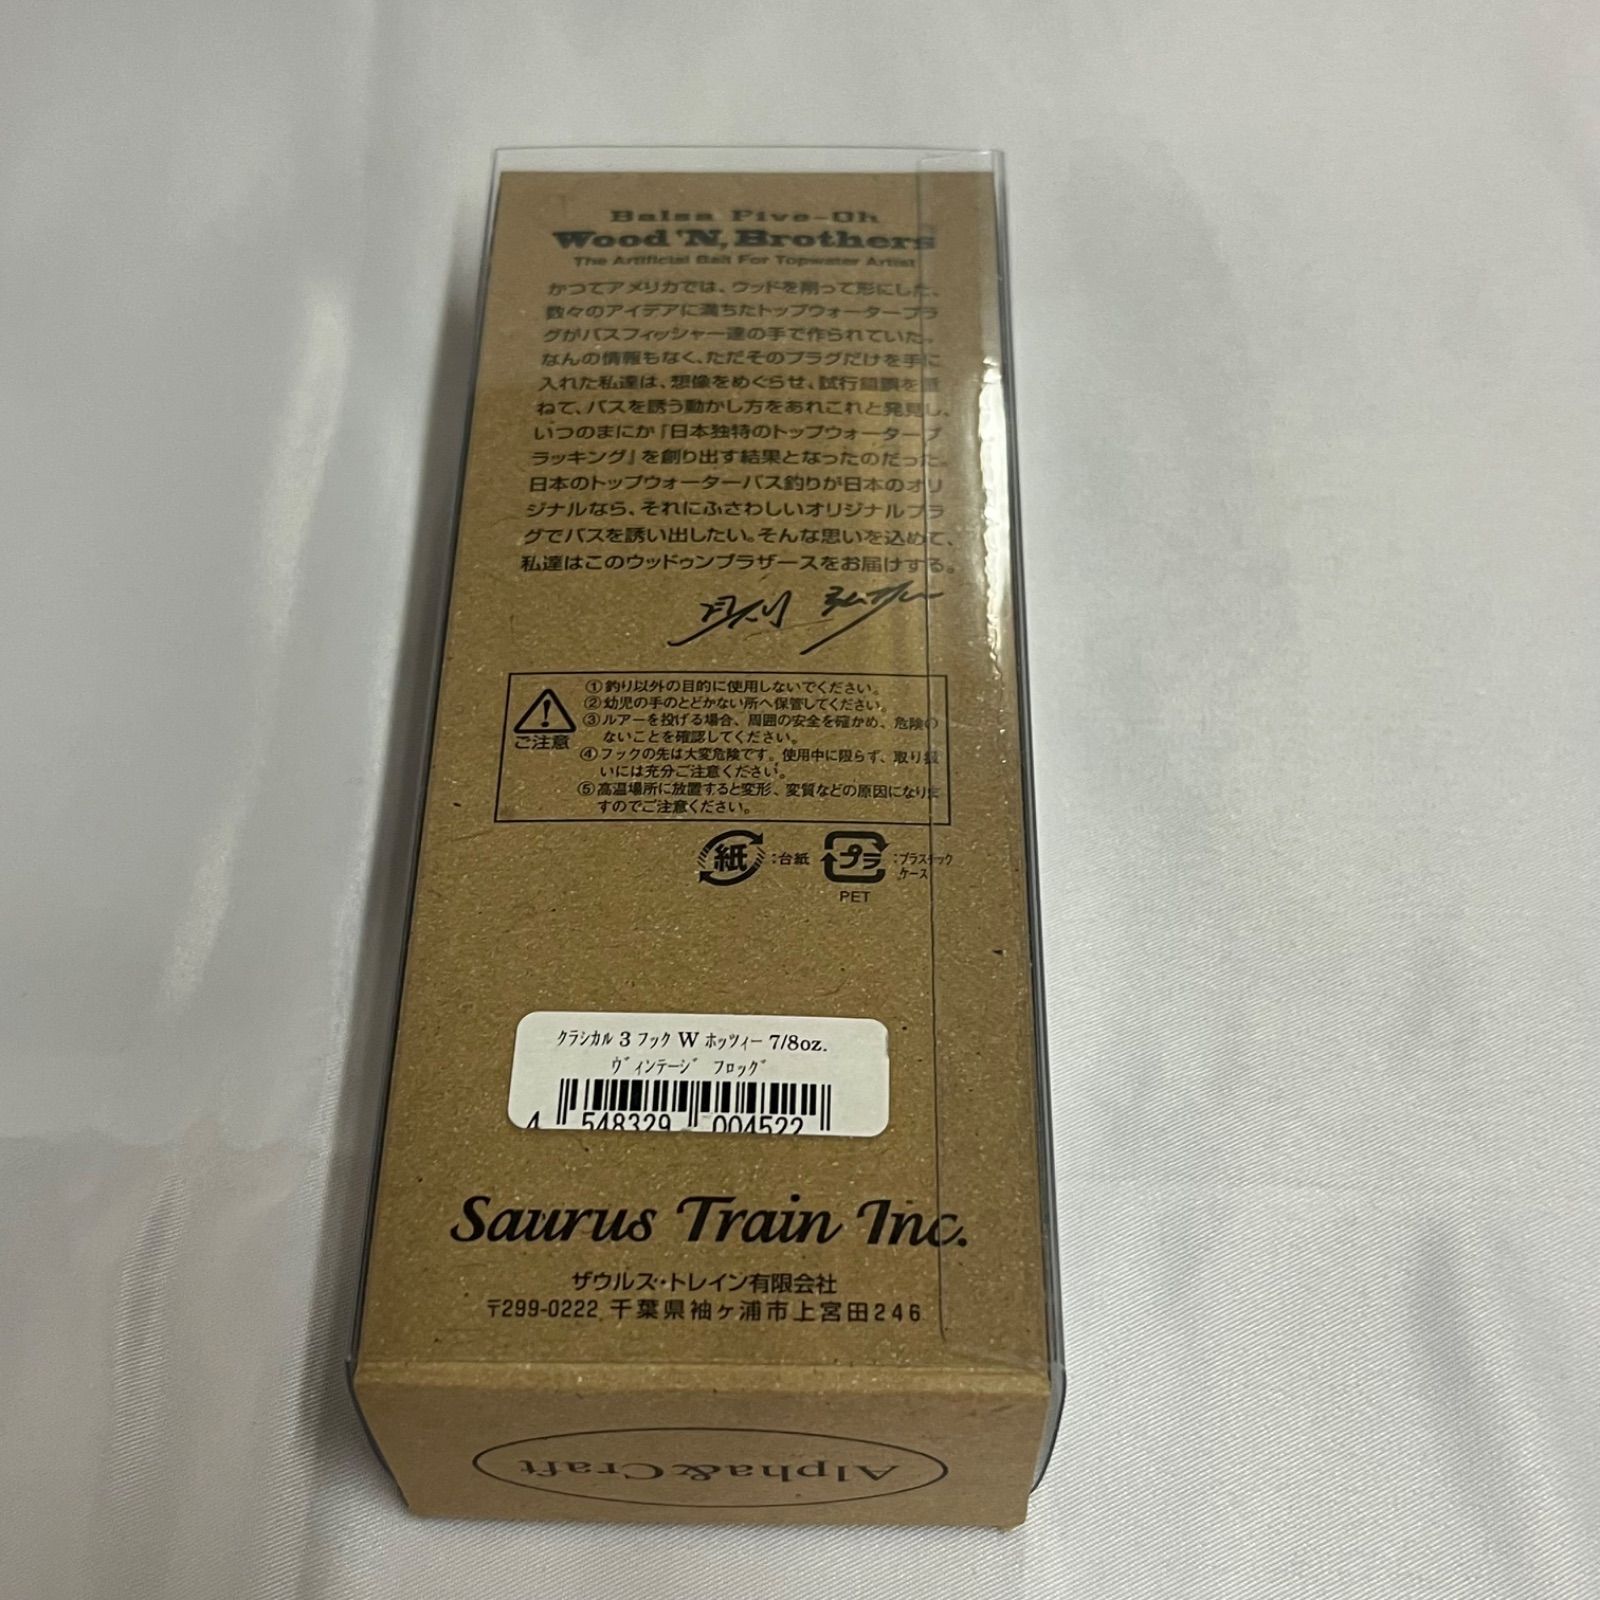 Balsa Five-Oh
Wood 'N, Brothers
The Artificial Bait For Topwater Artist
かつてアメリカでは、ウッドを削って形にした、
数々のアイデアに満ちたトップウォータープラ
グがバスフィッシャー達の手で作られていた。
なんの情報もなく、ただそのプラグだけを手に
入れた私達は、想像をめぐらせ、試行錯誤を重
ねて、バスを誘う動かし方をあれこれと発見し、
いつのまにか「日本独特のトップウォータープ
ラッキング」を創り出す結果となったのだった。
日本のトップウォーターバス釣りが日本のオリ
ジナルなら、それにふさわしいオリジナルプラ
グでバスを誘い出したい。そんな思いを込めて、
私達はこのウッドゥンブラザースをお届けする。
ご注意
①釣り以外の目的に使用しないでください。
②幼児の手のとどかない所へ保管してください。
③ルアーを投げる場合、周囲の安全を確かめ、危険の
ないことを確認してください。
④フックの先は大変危険です。使用中に限らず、取り扱
いには充分ご注意ください。
⑤高温場所に放置すると変形、変質などの原因になりま
すのでご注意ください。
紙 :台紙 プラ :プラスチック
ケース
PET
クラシカル 3 フック W ホッツィー 7/8oz.
ヴィンテージ フロッグ
4 548329 004522
Saurus Train Inc.
ザウルス・トレイン有限会社
〒299-0222 千葉県袖ヶ浦市上宮田246
Alpha&Craft